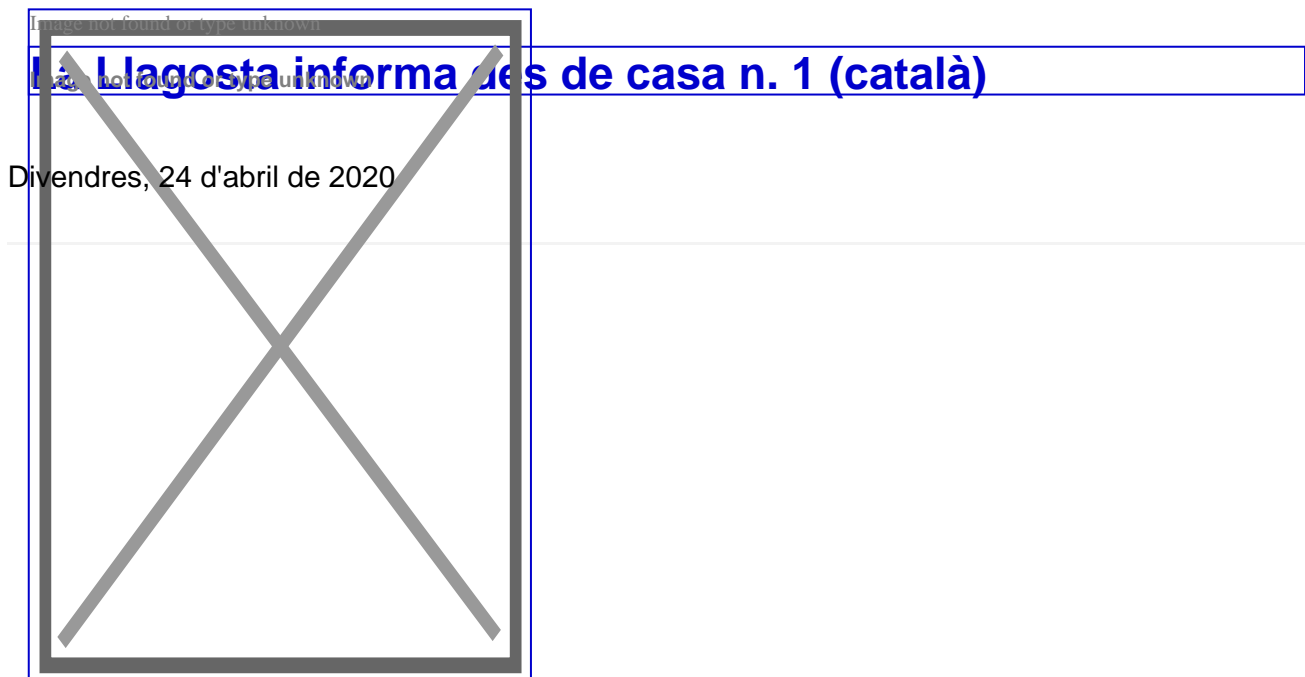 Image not found or type unknown
La Llagosta informa des de casa n. 1 (català)
Image not found or type unknown
Divendres, 24 d'abril de 2020